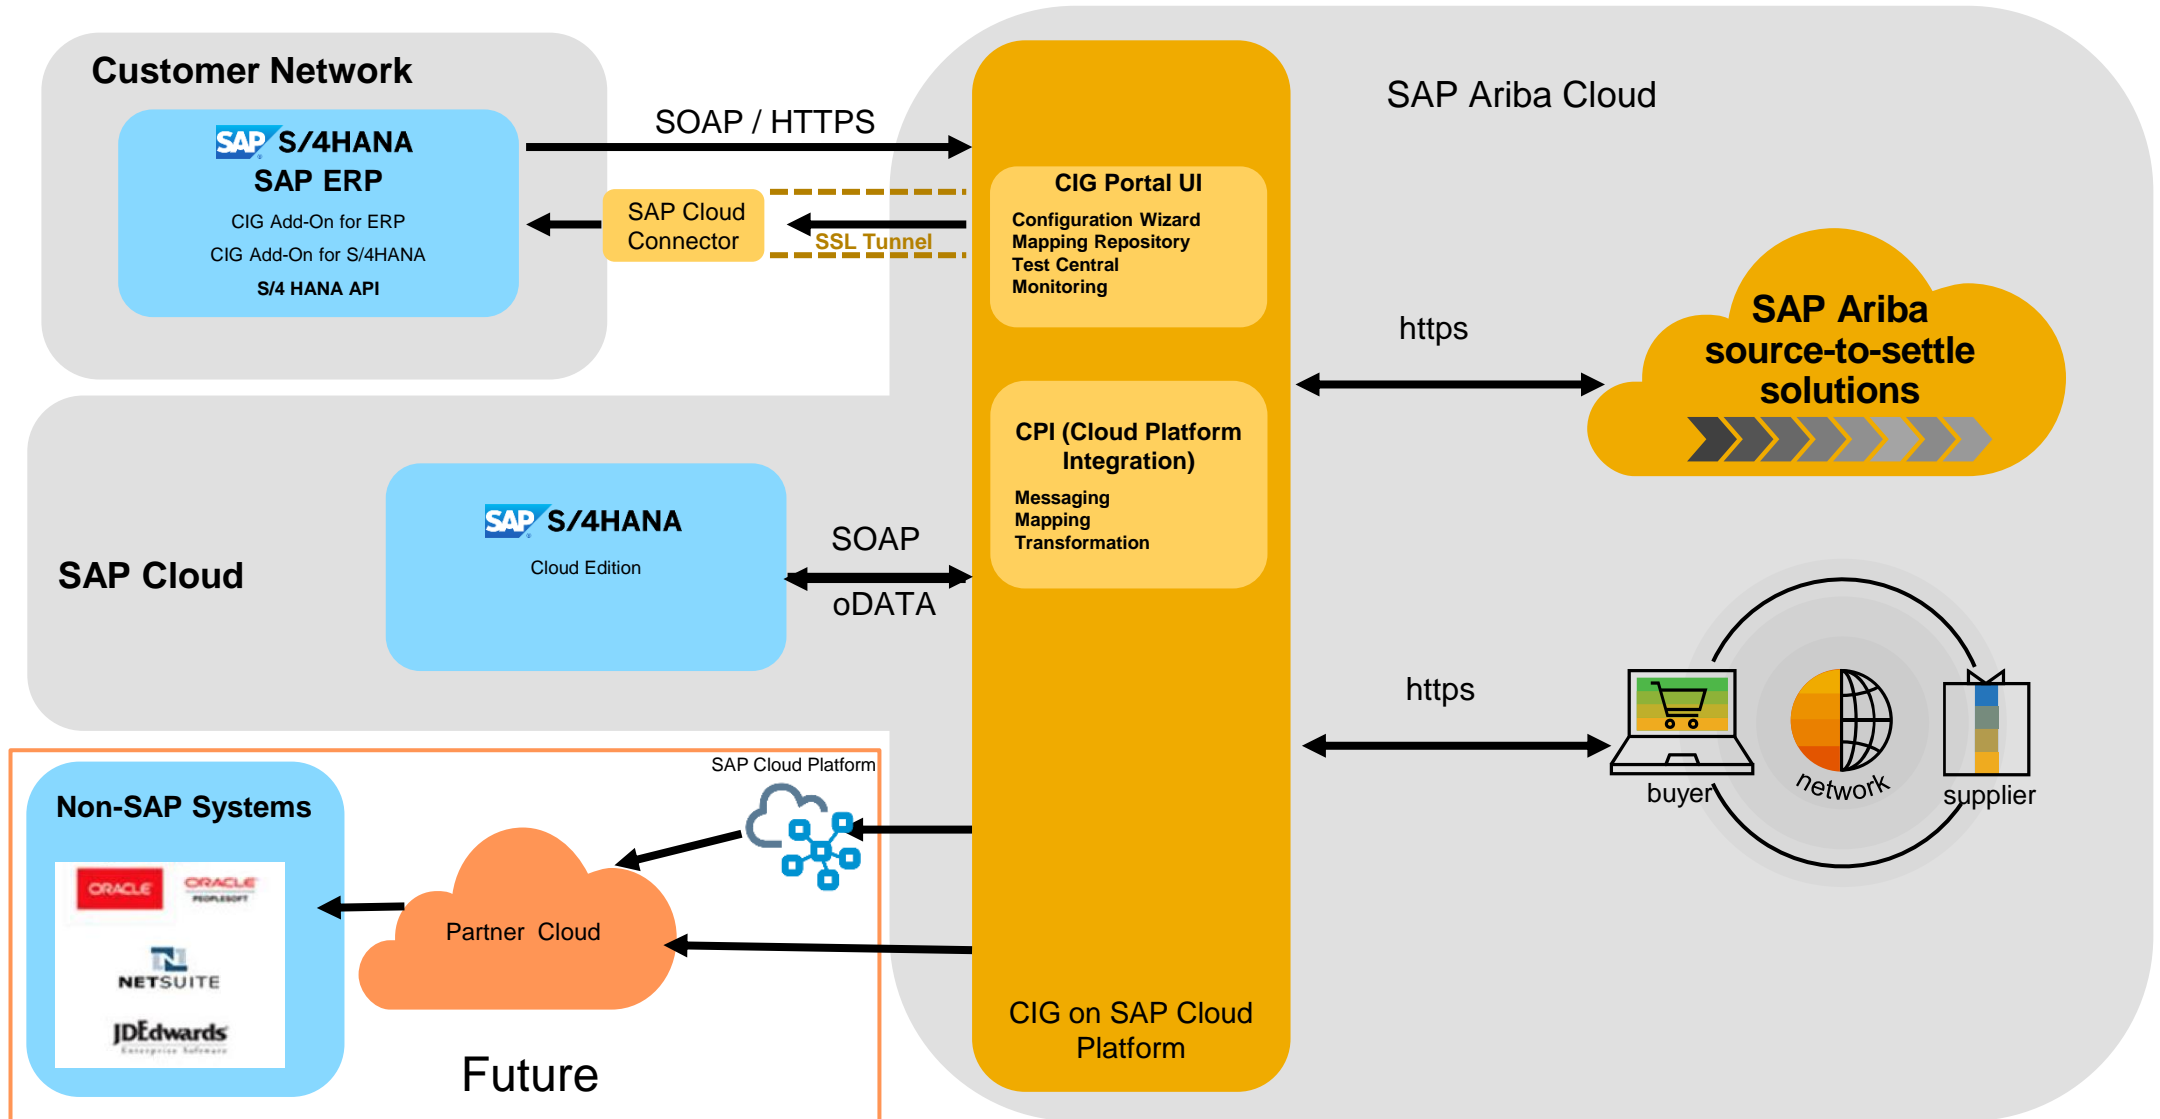 Customer Network
SAP S/4HANA
SAP ERP
CIG Add-On for ERP
CIG Add-On for S/4HANA
S/4 HANA API
SOAP / HTTPS
SAP Cloud
Connector
SSL Tunnel
CIG Portal UI
Configuration Wizard
Mapping Repository
Test Central
Monitoring
SAP Ariba Cloud
https
SAP Ariba
source-to-settle
solutions
CPI (Cloud Platform
Integration)
Messaging
Mapping
Transformation
SAP Cloud
SAP S/4HANA
Cloud Edition
SOAP
oDATA
https
buyer
network
supplier
Non-SAP Systems
ORACLE
ORACLE
PEOPLESOFT
NETSUITE
JDEdwards
Enterprise Software
SAP Cloud Platform
Partner Cloud
Future
CIG on SAP Cloud
Platform